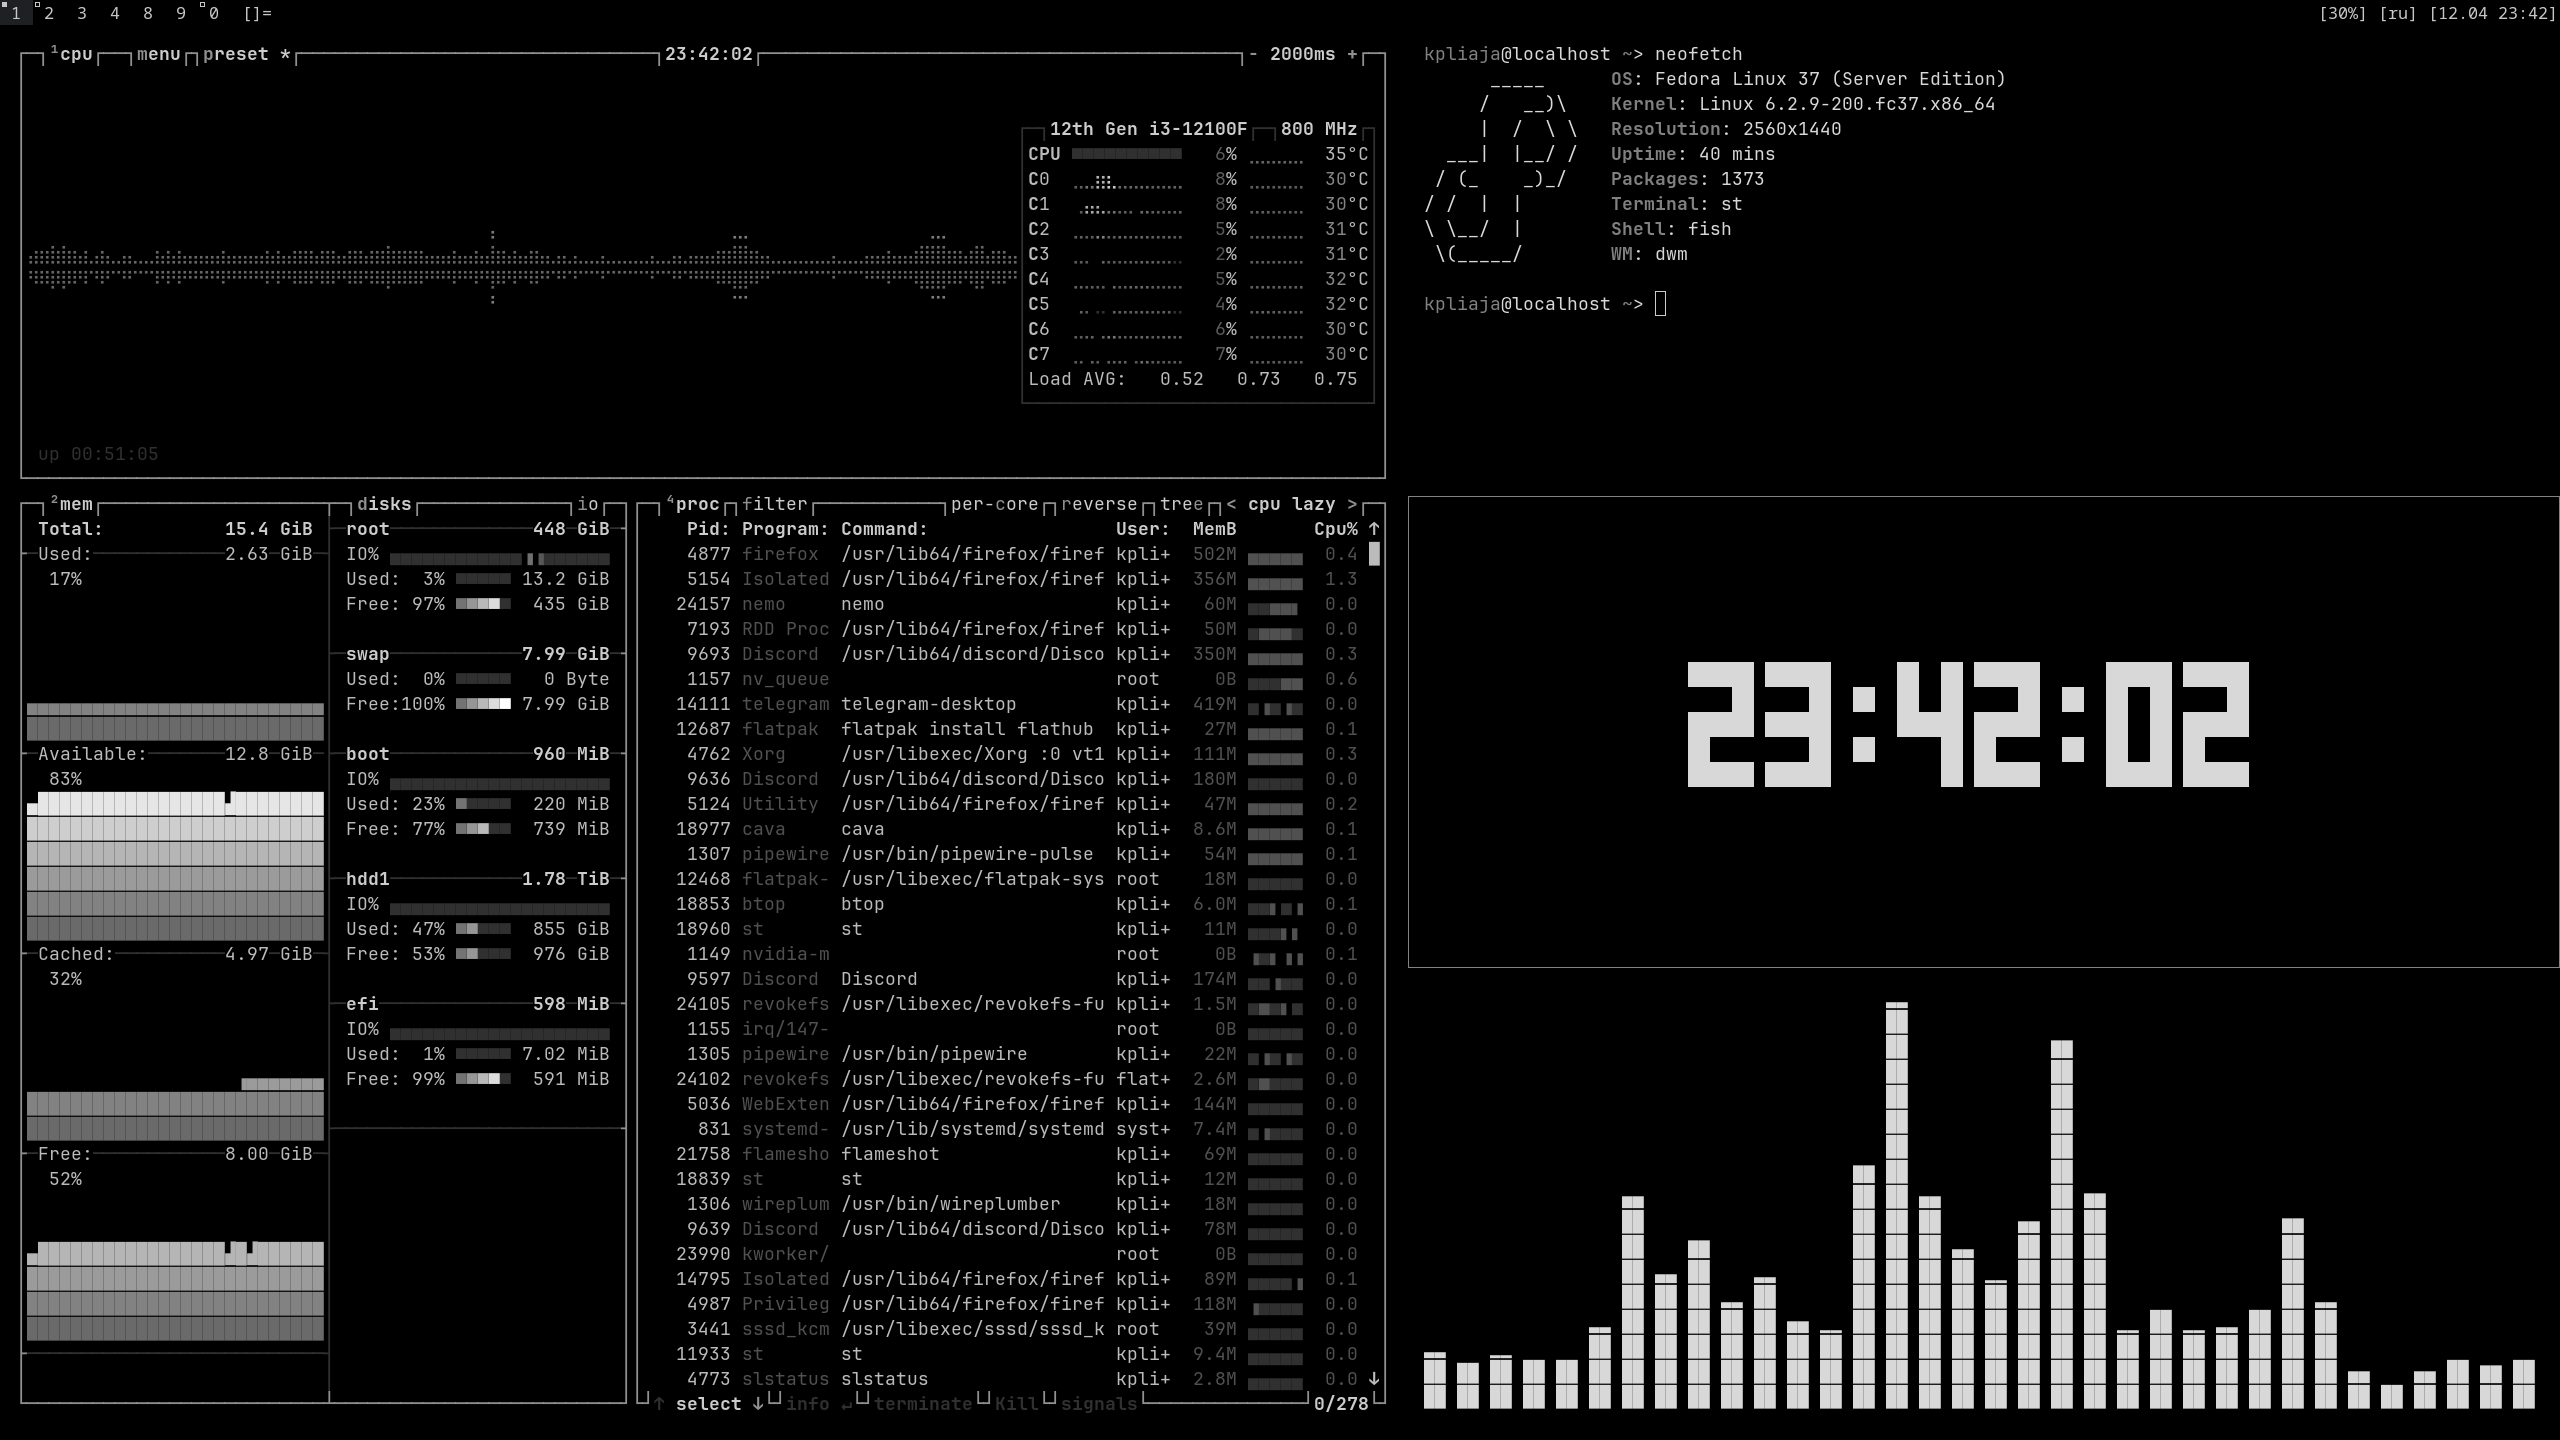 1 2 3 4 8 9 0 []= [30%] [ru] [12.04 23:42]
¹cpu menu preset * 23:42:02 - 2000ms +
12th Gen i3-12100F 800 MHz
CPU 6% 35°C
C0 8% 30°C
C1 8% 30°C
C2 5% 31°C
C3 2% 31°C
C4 5% 32°C
C5 4% 32°C
C6 6% 30°C
C7 7% 30°C
Load AVG: 0.52 0.73 0.75
up 00:51:05
kpliaja@localhost ~> neofetch
OS: Fedora Linux 37 (Server Edition)
Kernel: Linux 6.2.9-200.fc37.x86_64
Resolution: 2560x1440
Uptime: 40 mins
Packages: 1373
Terminal: st
Shell: fish
WM: dwm
kpliaja@localhost ~>
²mem
Total: 15.4 GiB
Used: 2.63 GiB
17%
Available: 12.8 GiB
83%
Cached: 4.97 GiB
32%
Free: 8.00 GiB
52%
disks io
root 448 GiB
IO%
Used: 3% 13.2 GiB
Free: 97% 435 GiB
swap 7.99 GiB
Used: 0% 0 Byte
Free:100% 7.99 GiB
boot 960 MiB
IO%
Used: 23% 220 MiB
Free: 77% 739 MiB
hdd1 1.78 TiB
IO%
Used: 47% 855 GiB
Free: 53% 976 GiB
efi 598 MiB
IO%
Used: 1% 7.02 MiB
Free: 99% 591 MiB
⁴proc filter per-core reverse tree < cpu lazy >
Pid: Program: Command: User: MemB Cpu% ↑
4877 firefox /usr/lib64/firefox/firef kpli+ 502M 0.4
5154 Isolated /usr/lib64/firefox/firef kpli+ 356M 1.3
24157 nemo nemo kpli+ 60M 0.0
7193 RDD Proc /usr/lib64/firefox/firef kpli+ 50M 0.0
9693 Discord /usr/lib64/discord/Disco kpli+ 350M 0.3
1157 nv_queue root 0B 0.6
14111 telegram telegram-desktop kpli+ 419M 0.0
12687 flatpak flatpak install flathub kpli+ 27M 0.1
4762 Xorg /usr/libexec/Xorg :0 vt1 kpli+ 111M 0.3
9636 Discord /usr/lib64/discord/Disco kpli+ 180M 0.0
5124 Utility /usr/lib64/firefox/firef kpli+ 47M 0.2
18977 cava cava kpli+ 8.6M 0.1
1307 pipewire /usr/bin/pipewire-pulse kpli+ 54M 0.1
12468 flatpak- /usr/libexec/flatpak-sys root 18M 0.0
18853 btop btop kpli+ 6.0M 0.1
18960 st st kpli+ 11M 0.0
1149 nvidia-m root 0B 0.1
9597 Discord Discord kpli+ 174M 0.0
24105 revokefs /usr/libexec/revokefs-fu kpli+ 1.5M 0.0
1155 irq/147- root 0B 0.0
1305 pipewire /usr/bin/pipewire kpli+ 22M 0.0
24102 revokefs /usr/libexec/revokefs-fu flat+ 2.6M 0.0
5036 WebExten /usr/lib64/firefox/firef kpli+ 144M 0.0
831 systemd- /usr/lib/systemd/systemd syst+ 7.4M 0.0
21758 flamesho flameshot kpli+ 69M 0.0
18839 st st kpli+ 12M 0.0
1306 wireplum /usr/bin/wireplumber kpli+ 18M 0.0
9639 Discord /usr/lib64/discord/Disco kpli+ 78M 0.0
23990 kworker/ root 0B 0.0
14795 Isolated /usr/lib64/firefox/firef kpli+ 89M 0.1
4987 Privileg /usr/lib64/firefox/firef kpli+ 118M 0.0
3441 sssd_kcm /usr/libexec/sssd/sssd_k root 39M 0.0
11933 st st kpli+ 9.4M 0.0
4773 slstatus slstatus kpli+ 2.8M 0.0 ↓
↑ select ↓ info ↵ terminate Kill signals 0/278
23:42:02